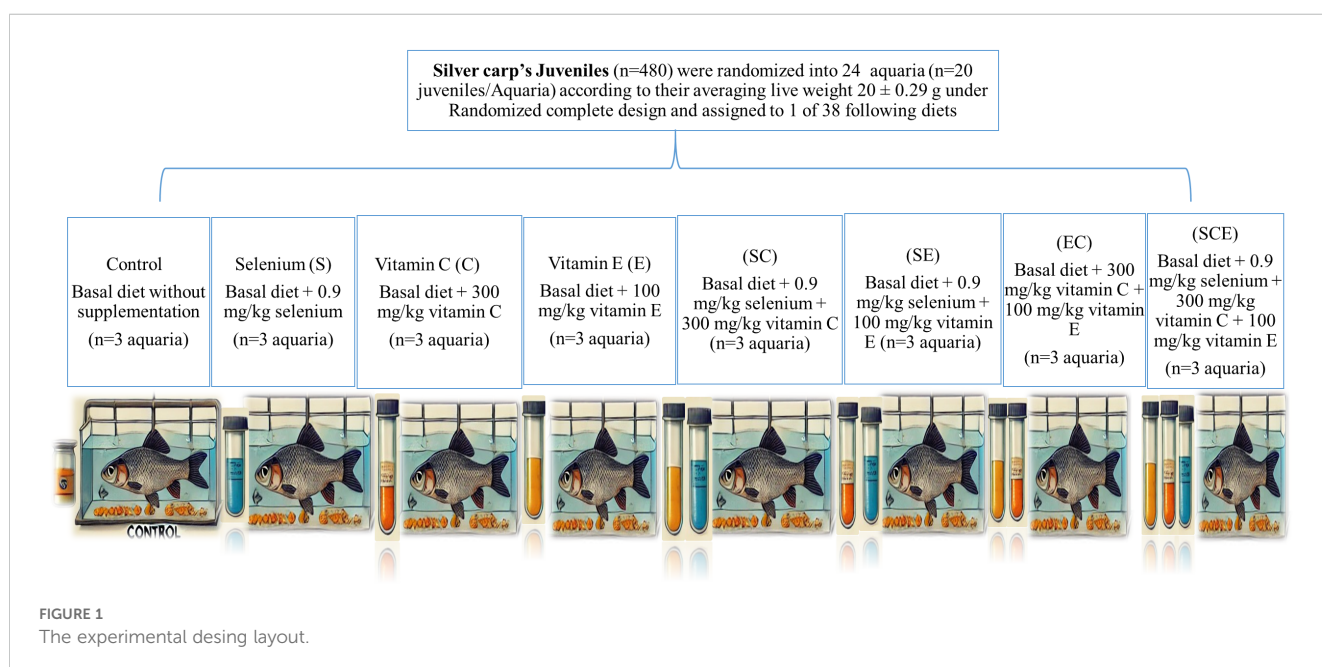 Silver carp's Juveniles (n=480) were randomized into 24 aquaria (n=20
juveniles/Aquaria) according to their averaging live weight 20 ± 0.29 g under
Randomized complete design and assigned to 1 of 38 following diets
Control
Basal diet without
supplementation
(n=3 aquaria)
Selenium (S)
Basal diet + 0.9
mg/kg selenium
(n=3 aquaria)
Vitamin C (C)
Basal diet + 300
mg/kg vitamin C
(n=3 aquaria)
Vitamin E (E)
Basal diet + 100
mg/kg vitamin E
(n=3 aquaria)
(SC)
Basal diet + 0.9
mg/kg selenium +
300 mg/kg vitamin C
(n=3 aquaria)
(SE)
Basal diet + 0.9
mg/kg selenium +
100 mg/kg vitamin
E (n=3 aquaria)
(EC)
Basal diet + 300
mg/kg vitamin C +
100 mg/kg vitamin
E
(n=3 aquaria)
(SCE)
Basal diet + 0.9
mg/kg selenium +
300 mg/kg
vitamin C + 100
mg/kg vitamin E
(n=3 aquaria)
CONTROL
FIGURE 1
The experimental desing layout.